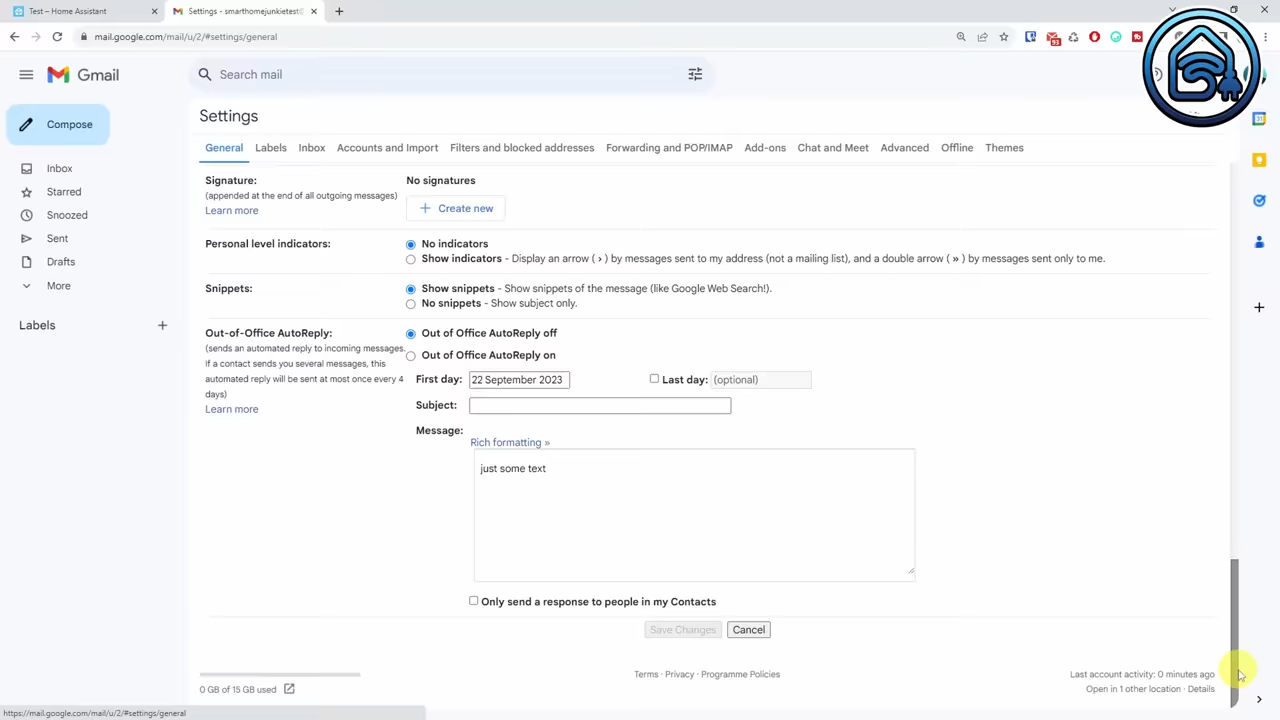 Test – Home Assistant
Settings - smarthomejunkietest@
mail.google.com/mail/u/2/#settings/general
93
Gmail
Search mail
Compose
Settings
General Labels Inbox Accounts and Import Filters and blocked addresses Forwarding and POP/IMAP Add-ons Chat and Meet Advanced Offline Themes
Inbox
Starred
Snoozed
Sent
Drafts
More
Labels
Signature:
(appended at the end of all outgoing messages)
Learn more
No signatures
Create new
Personal level indicators:
No indicators
Show indicators - Display an arrow ( › ) by messages sent to my address (not a mailing list), and a double arrow ( » ) by messages sent only to me.
Snippets:
Show snippets - Show snippets of the message (like Google Web Search!).
No snippets - Show subject only.
Out-of-Office AutoReply:
(sends an automated reply to incoming messages.
If a contact sends you several messages, this
automated reply will be sent at most once every 4
days)
Learn more
Out of Office AutoReply off
Out of Office AutoReply on
First day: 22 September 2023 Last day: (optional)
Subject:
Message:
Rich formatting »
just some text
Only send a response to people in my Contacts
Save Changes Cancel
0 GB of 15 GB used
Terms · Privacy · Programme Policies
Last account activity: 0 minutes ago
Open in 1 other location · Details
https://mail.google.com/mail/u/2/#settings/general
31